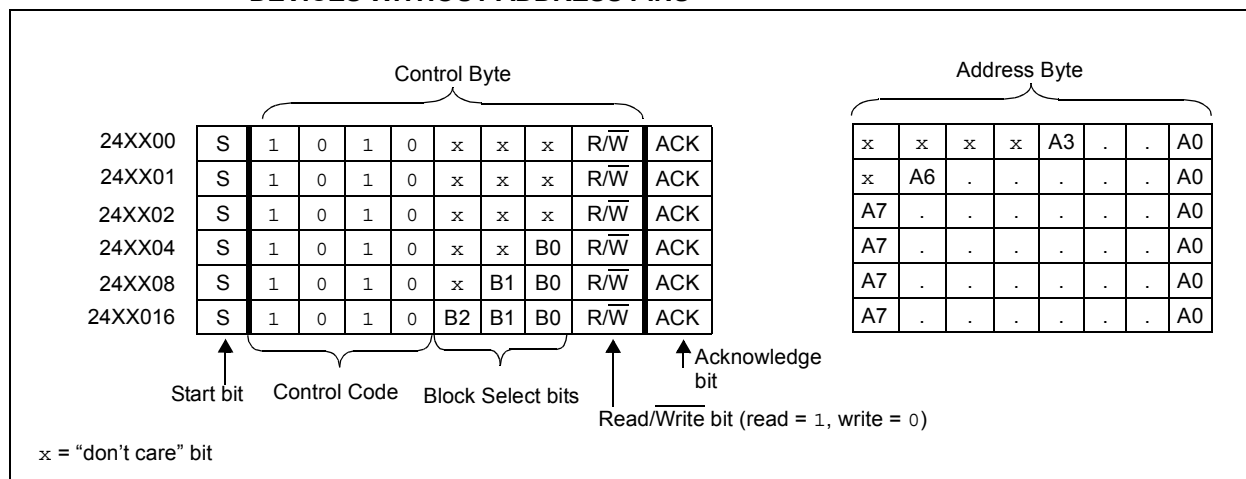 DEVICES WITHOUT ADDRESS PINS
Control Byte
Address Byte
24XX00 S 1 0 1 0 x x x R/W ACK x x x x A3 . . A0
24XX01 S 1 0 1 0 x x x R/W ACK x A6 . . . . . A0
24XX02 S 1 0 1 0 x x x R/W ACK A7 . . . . . . A0
24XX04 S 1 0 1 0 x x B0 R/W ACK A7 . . . . . . A0
24XX08 S 1 0 1 0 x B1 B0 R/W ACK A7 . . . . . . A0
24XX016 S 1 0 1 0 B2 B1 B0 R/W ACK A7 . . . . . . A0
Start bit
Control Code
Block Select bits
Acknowledge
bit
Read/Write bit (read = 1, write = 0)
x = “don’t care” bit